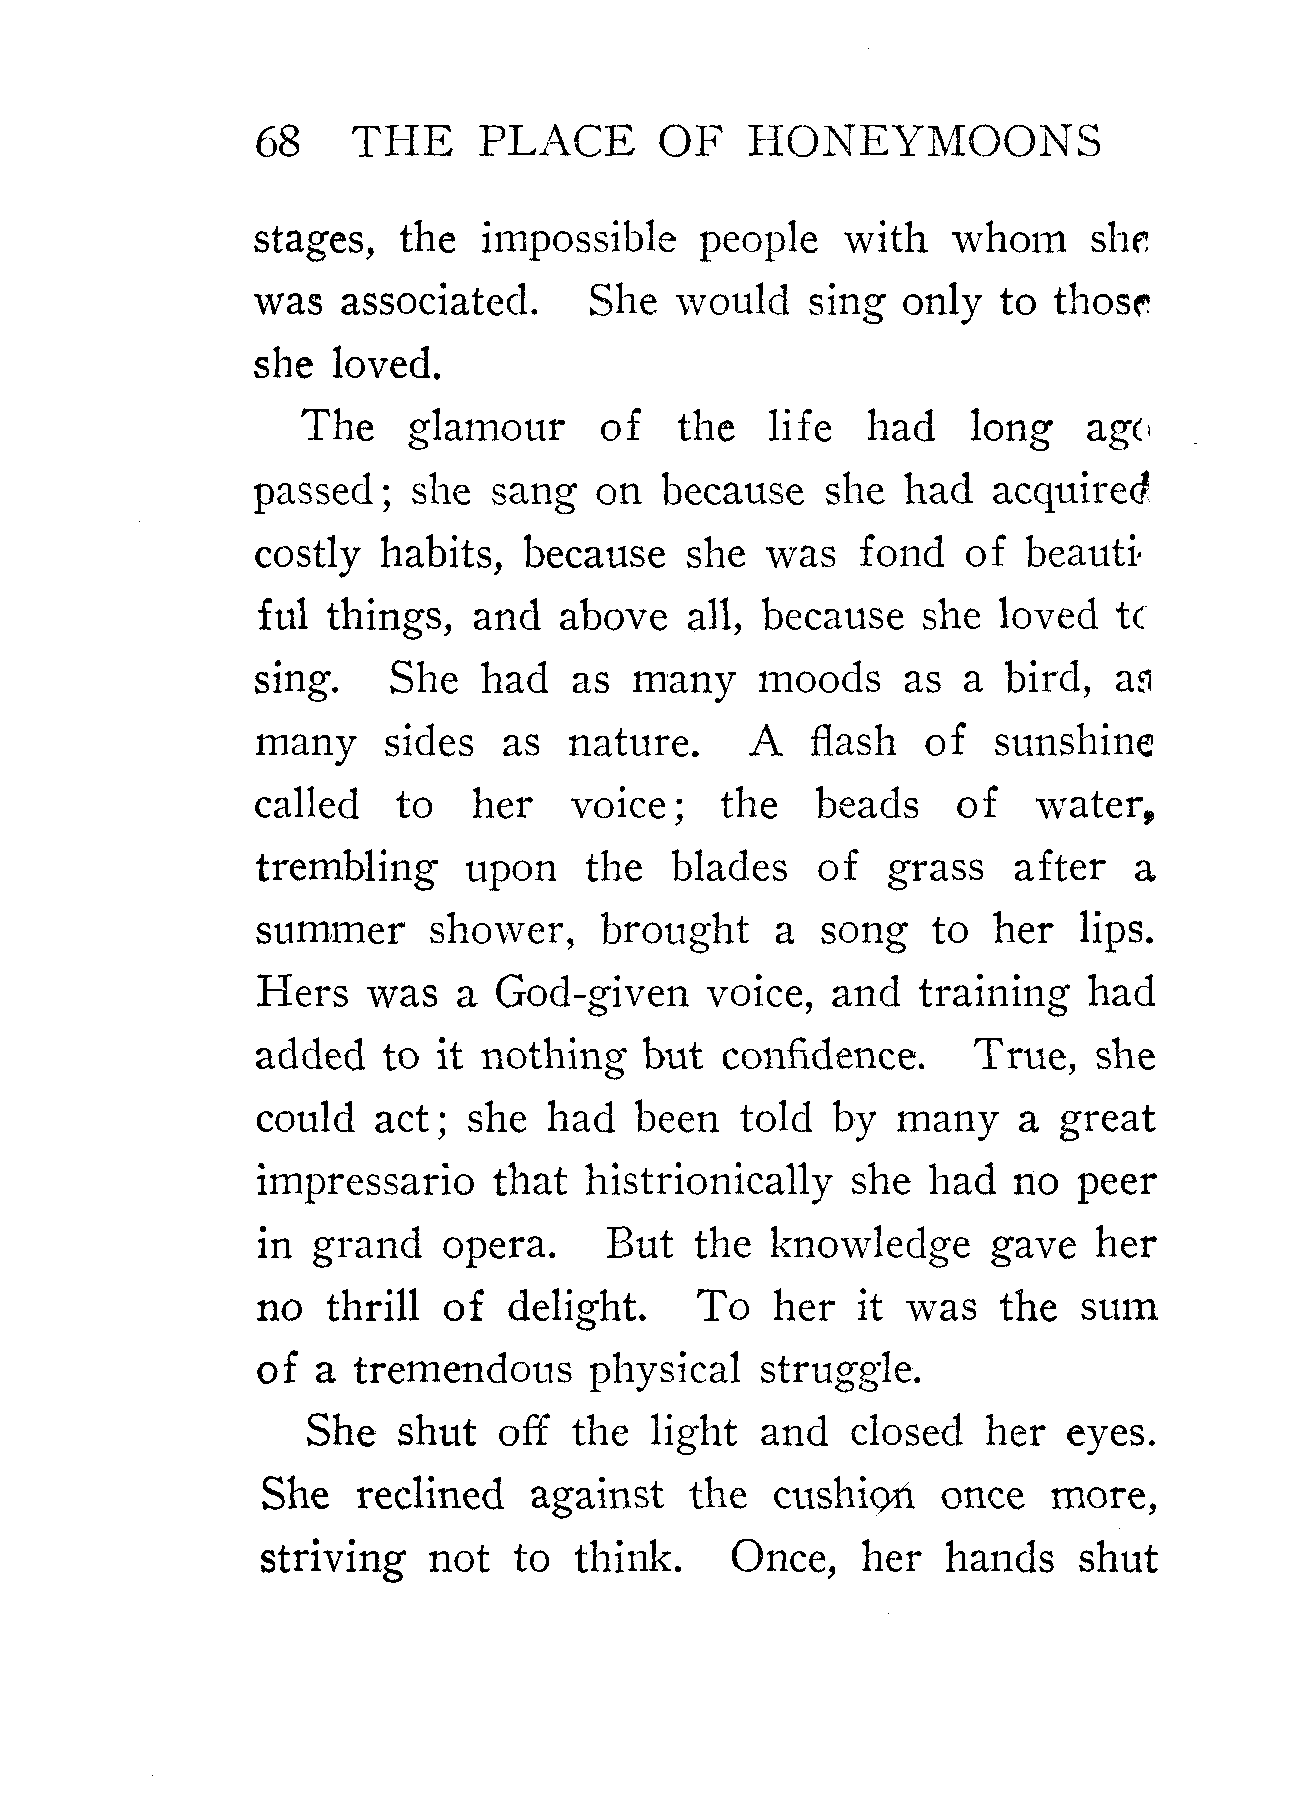 68 THE PLACE OF HONEYMOONS
stages, the impossible people with whom she
was associated. She would sing only to those
she loved.
The glamour of the life had long ago
passed; she sang on because she had acquired
costly habits, because she was fond of beauti-
ful things, and above all, because she loved to
sing. She had as many moods as a bird, as
many sides as nature. A flash of sunshine
called to her voice; the beads of water,
trembling upon the blades of grass after a
summer shower, brought a song to her lips.
Hers was a God-given voice, and training had
added to it nothing but confidence. True, she
could act; she had been told by many a great
impressario that histrionically she had no peer
in grand opera. But the knowledge gave her
no thrill of delight. To her it was the sum
of a tremendous physical struggle.
She shut off the light and closed her eyes.
She reclined against the cushion once more,
striving not to think. Once, her hands shut